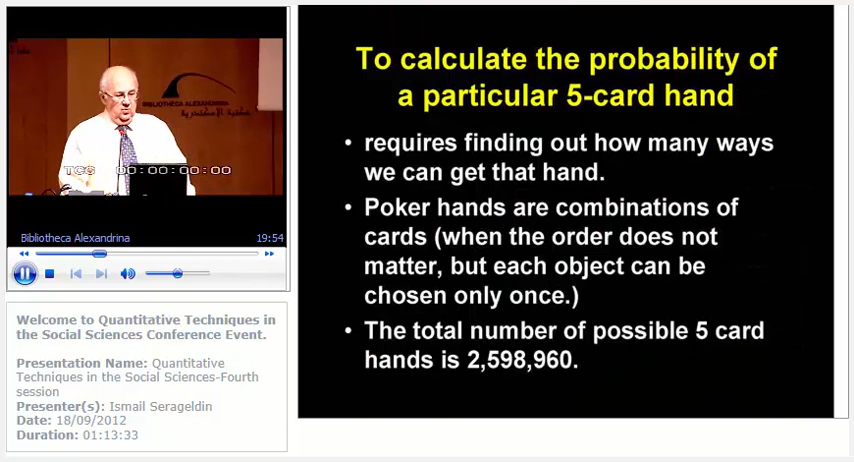 BIBLIOTHECA ALEXANDRINA
مكتبة الإسكندرية
TCG 00:00:00:00
Bibliotheca Alexandrina 19:54
Welcome to Quantitative Techniques in
the Social Sciences Conference Event.
Presentation Name: Quantitative
Techniques in the Social Sciences-Fourth
session
Presenter(s): Ismail Serageldin
Date: 18/09/2012
Duration: 01:13:33
To calculate the probability of
a particular 5-card hand
• requires finding out how many ways
we can get that hand.
• Poker hands are combinations of
cards (when the order does not
matter, but each object can be
chosen only once.)
• The total number of possible 5 card
hands is 2,598,960.